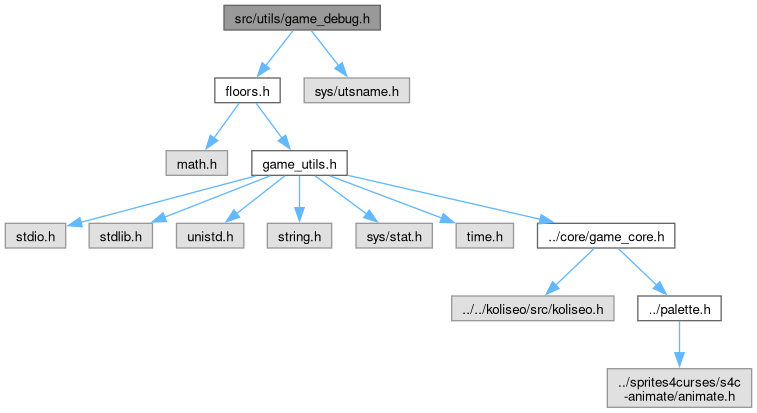 src/utils/game_debug.h
floors.h
sys/utsname.h
math.h
game_utils.h
stdio.h
stdlib.h
unistd.h
string.h
sys/stat.h
time.h
../core/game_core.h
../../koliseo/src/koliseo.h
../palette.h
../sprites4curses/s4c
-animate/animate.h